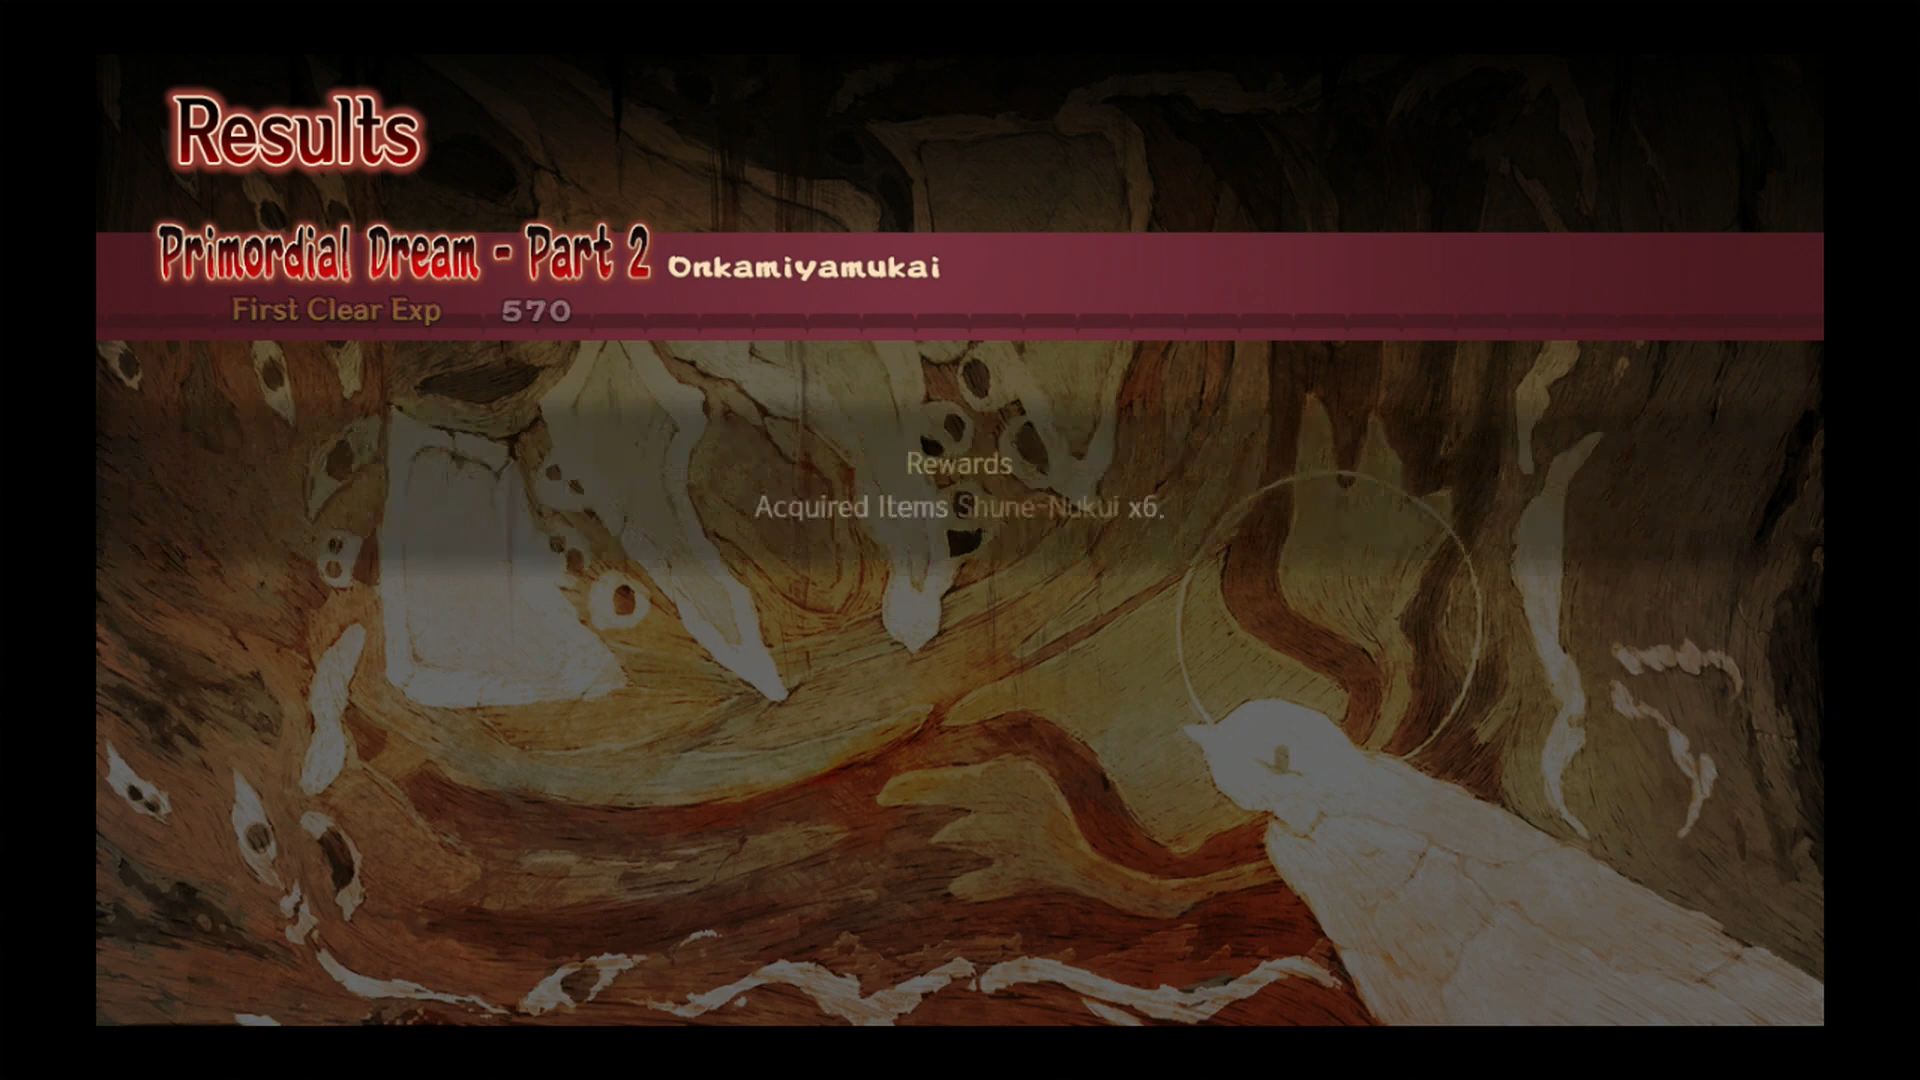 Results
Primordial Dream - Part 2 Onkamiyamukai
First Clear Exp 570
Rewards
Acquired Items Shune-Nukui x6.